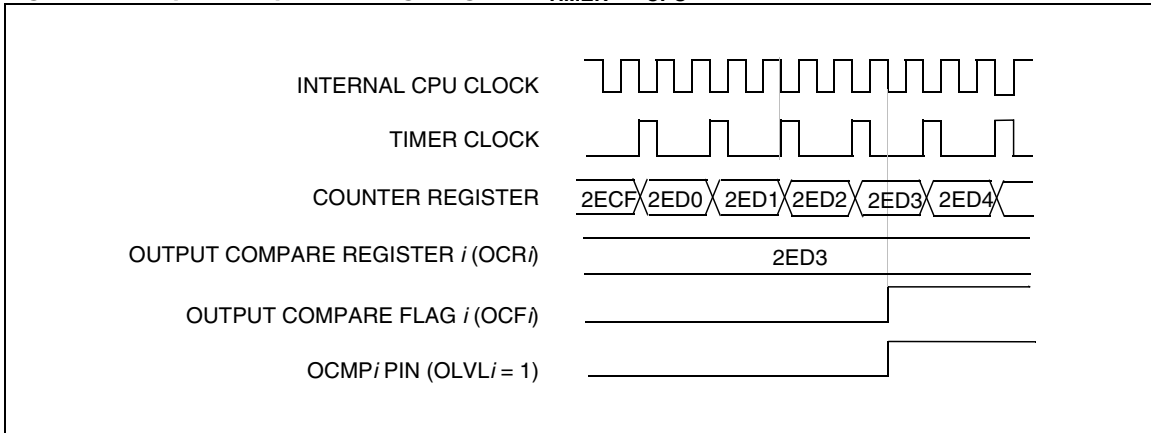 INTERNAL CPU CLOCK
TIMER CLOCK
COUNTER REGISTER 2ECF 2ED0 2ED1 2ED2 2ED3 2ED4
OUTPUT COMPARE REGISTER i (OCRi) 2ED3
OUTPUT COMPARE FLAG i (OCFi)
OCMPi PIN (OLVLi = 1)